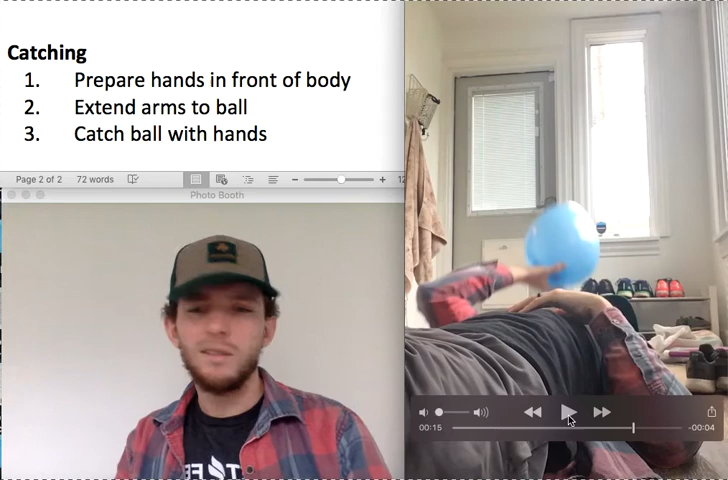 Catching
1. Prepare hands in front of body
2. Extend arms to ball
3. Catch ball with hands
Page 2 of 2 72 words
Photo Booth
00:15 -00:04